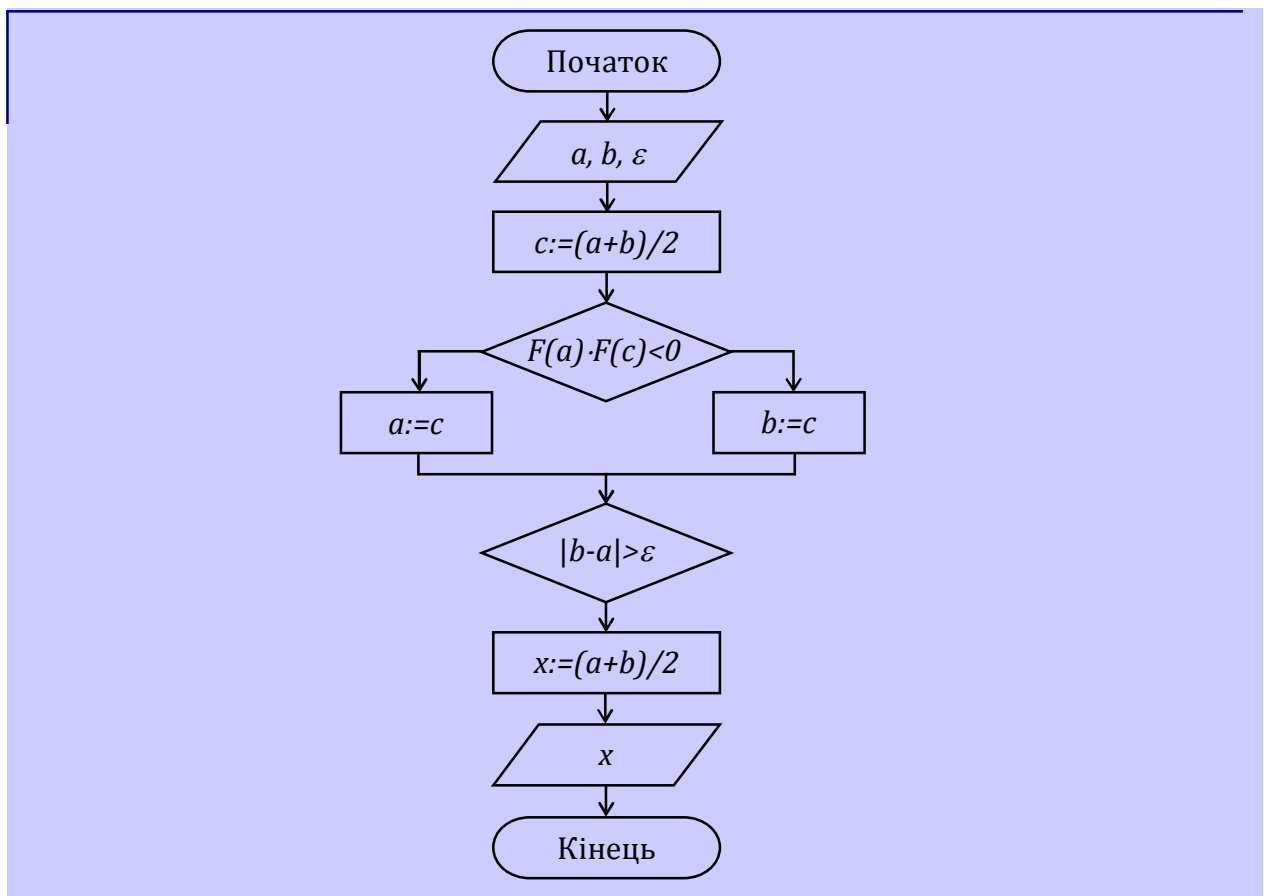 Початок
a, b, ε
c:=(a+b)/2
F(a)·F(c)<0
a:=c
b:=c
|b-a|>ε
x:=(a+b)/2
x
Кінець